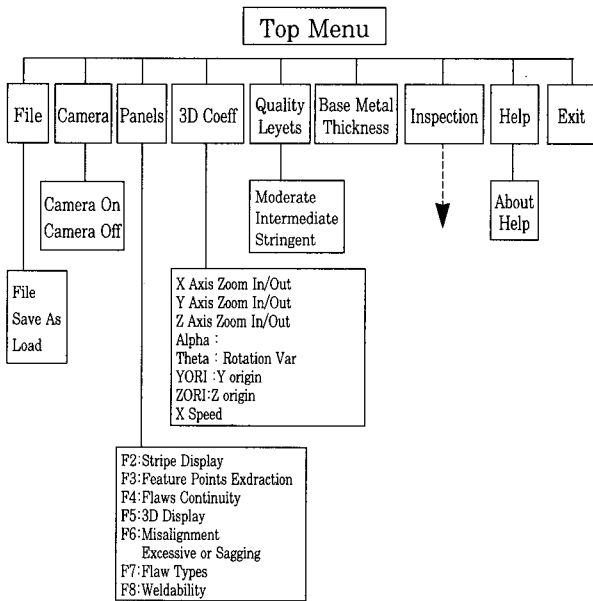 Top Menu
File
Camera
Panels
3D Coeff
Quality
Leyets
Base Metal
Thickness
Inspection
Help
Exit
Camera On
Camera Off
Moderate
Intermediate
Stringent
About
Help
File
Save As
Load
X Axis Zoom In/Out
Y Axis Zoom In/Out
Z Axis Zoom In/Out
Alpha :
Theta : Rotation Var
YORI :Y origin
ZORI:Z origin
X Speed
F2:Stripe Display
F3:Feature Points Exdraction
F4:Flaws Continuity
F5:3D Display
F6:Misalignment
Excessive or Sagging
F7:Flaw Types
F8:Weldability